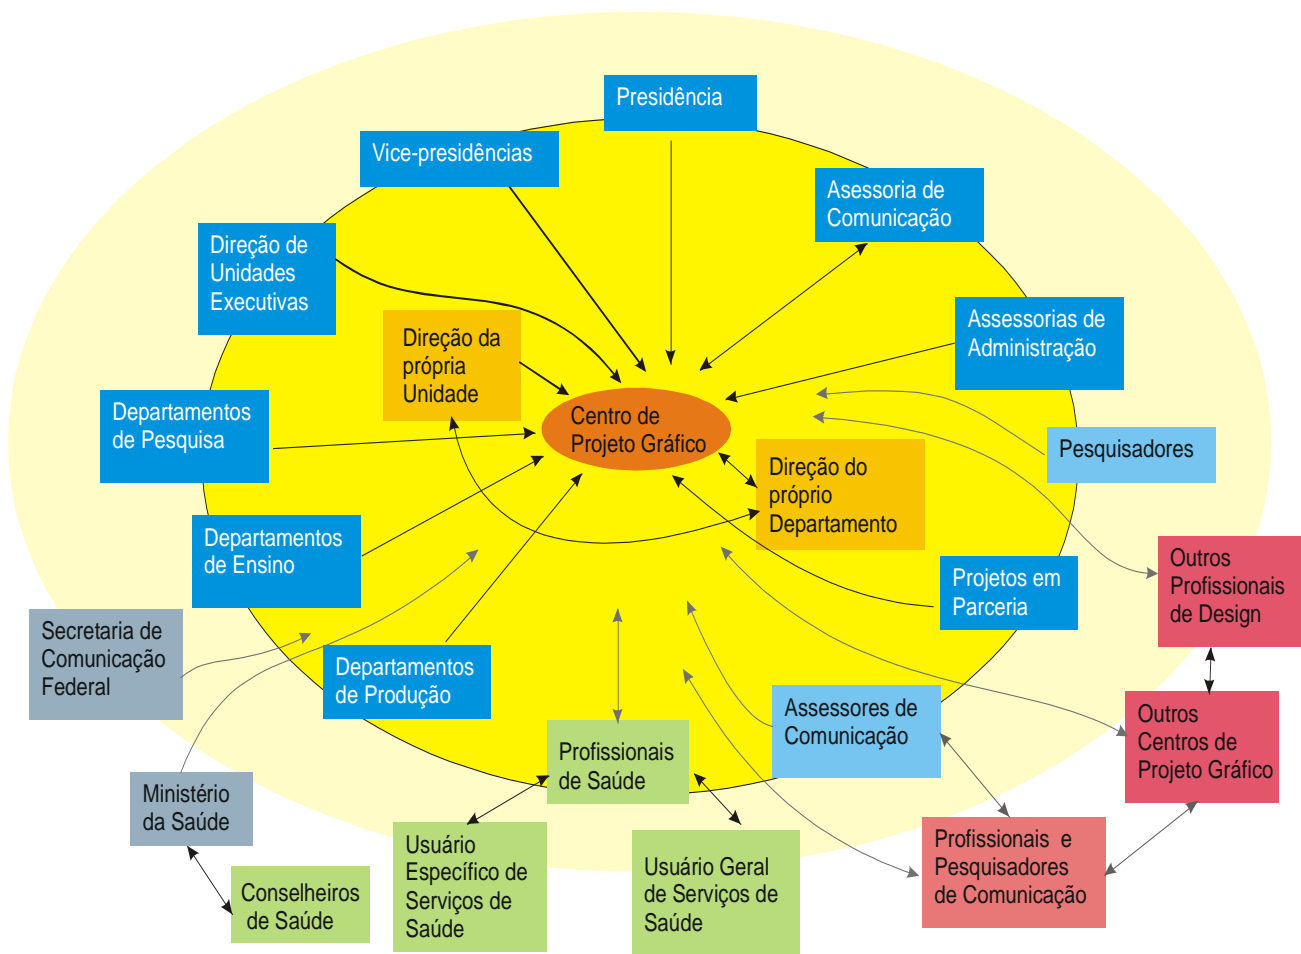 Presidência
Vice-presidências
Asessoria de
Comunicação
Direção de
Unidades
Executivas
Assessorias de
Administração
Direção da
própria
Unidade
Departamentos
de Pesquisa
Centro de
Projeto Gráfico
Pesquisadores
Direção do
próprio
Departamento
Departamentos
de Ensino
Projetos em
Parceria
Outros
Profissionais
de Design
Secretaria de
Comunicação
Federal
Departamentos
de Produção
Assessores de
Comunicação
Outros
Centros de
Projeto Gráfico
Profissionais
de Saúde
Ministério
da Saúde
Usuário
Específico de
Serviços de
Saúde
Usuário Geral
de Serviços de
Saúde
Profissionais e
Pesquisadores
de Comunicação
Conselheiros
de Saúde